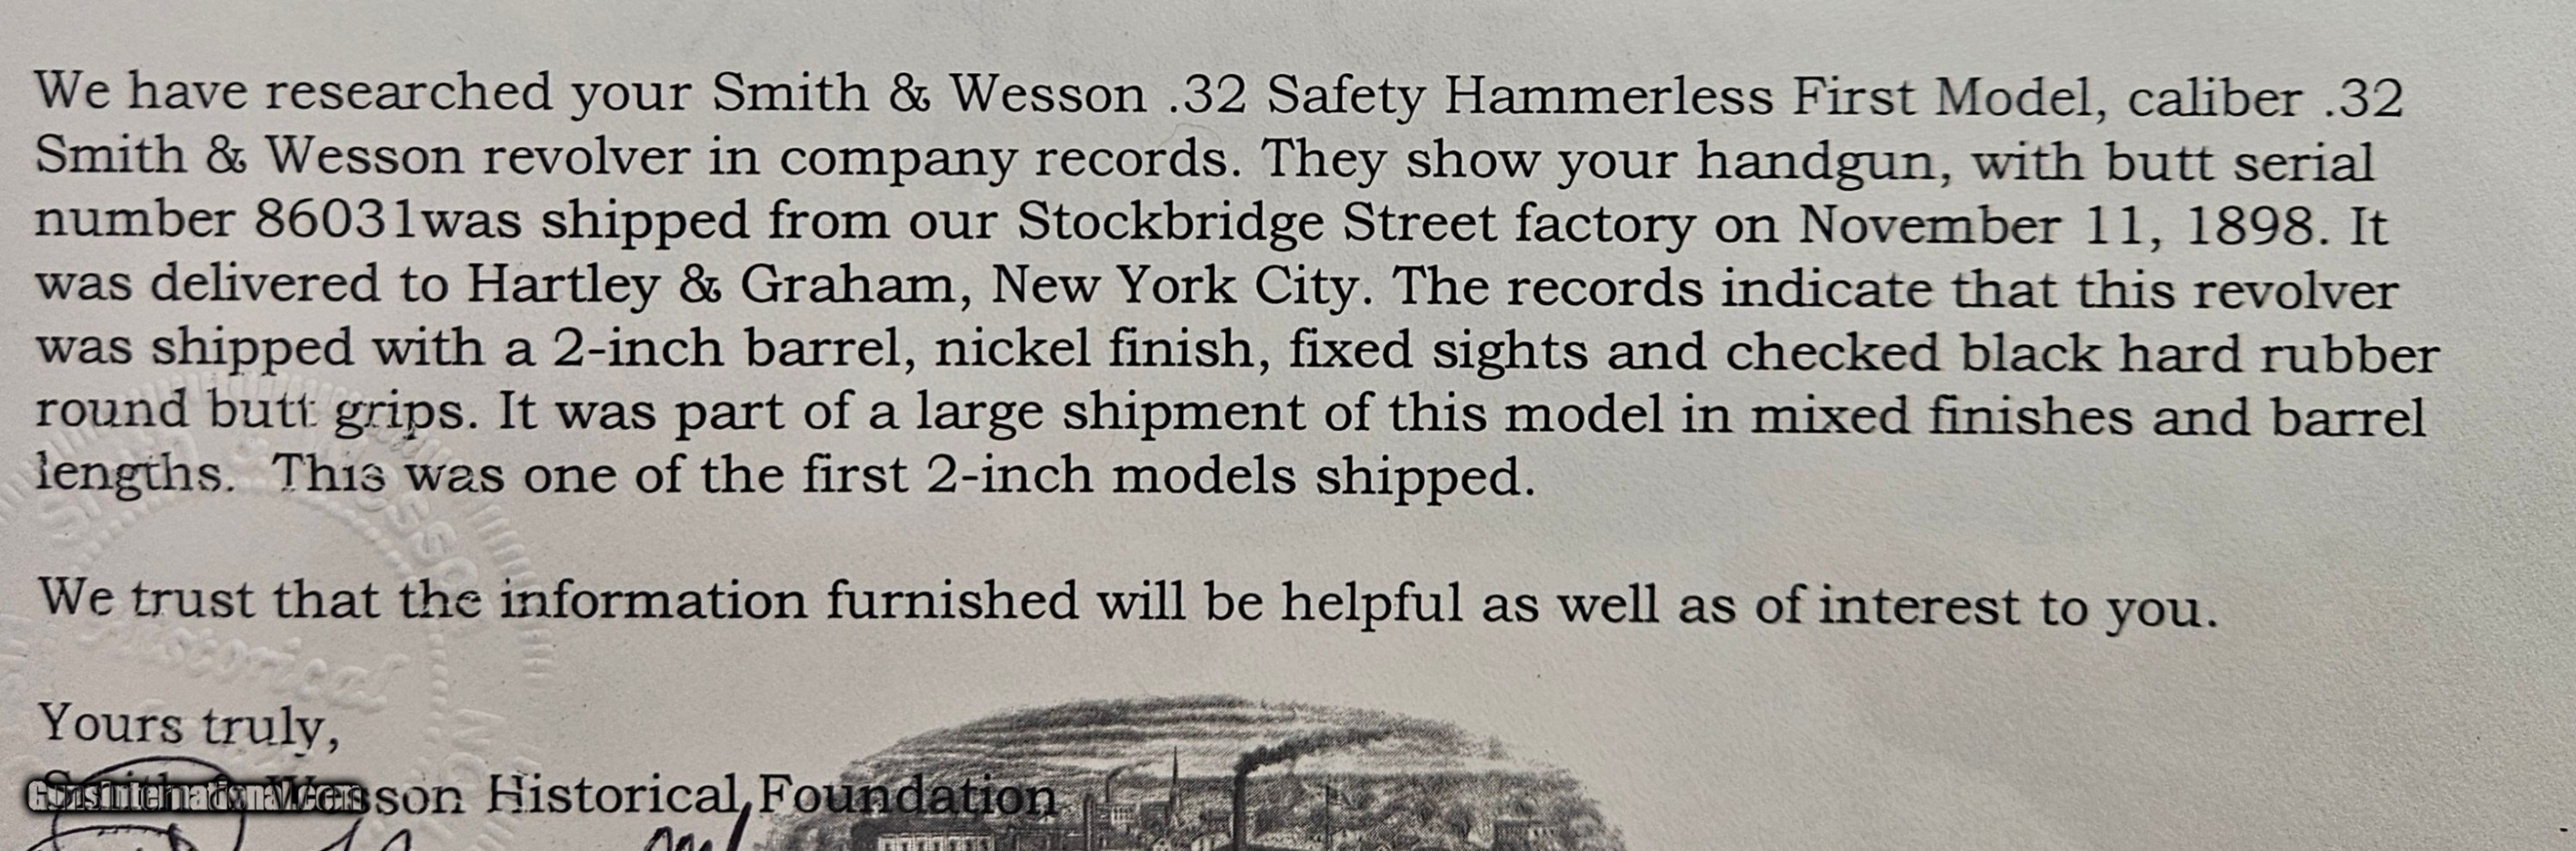 We have researched your Smith & Wesson .32 Safety Hammerless First Model, caliber .32
Smith & Wesson revolver in company records. They show your handgun, with butt serial
number 86031was shipped from our Stockbridge Street factory on November 11, 1898. It
was delivered to Hartley & Graham, New York City. The records indicate that this revolver
was shipped with a 2-inch barrel, nickel finish, fixed sights and checked black hard rubber
round butt grips. It was part of a large shipment of this model in mixed finishes and barrel
lengths.  This was one of the first 2-inch models shipped.
We trust that the information furnished will be helpful as well as of interest to you.
Yours truly,
Smith & Wesson Historical Foundation
GunsInternational.com
Historical